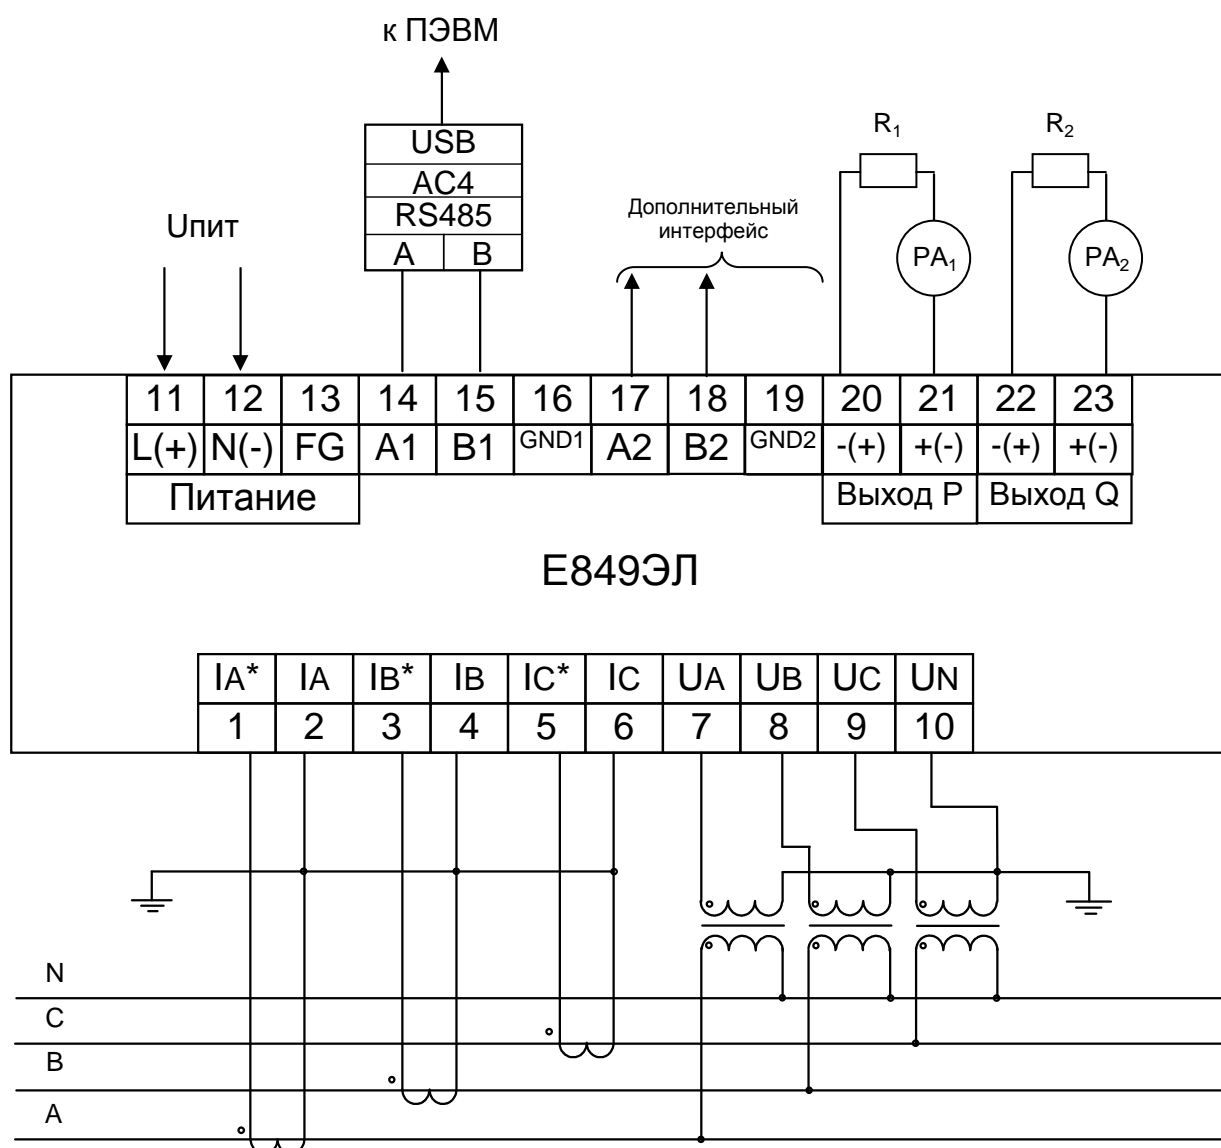 к ПЭВМ
USB
AC4
RS485
A B
Uпит
Дополнительный
интерфейс
R1 R2
PA1 PA2
11 12 13 14 15 16 17 18 19 20 21 22 23
L(+) N(-) FG A1 B1 GND1 A2 B2 GND2 -(+) +(-) -(+) +(-)
Питание Выход P Выход Q
Е849ЭЛ
IA* IA IB* IB IC* IC UA UB UC UN
1 2 3 4 5 6 7 8 9 10
N
C
B
A